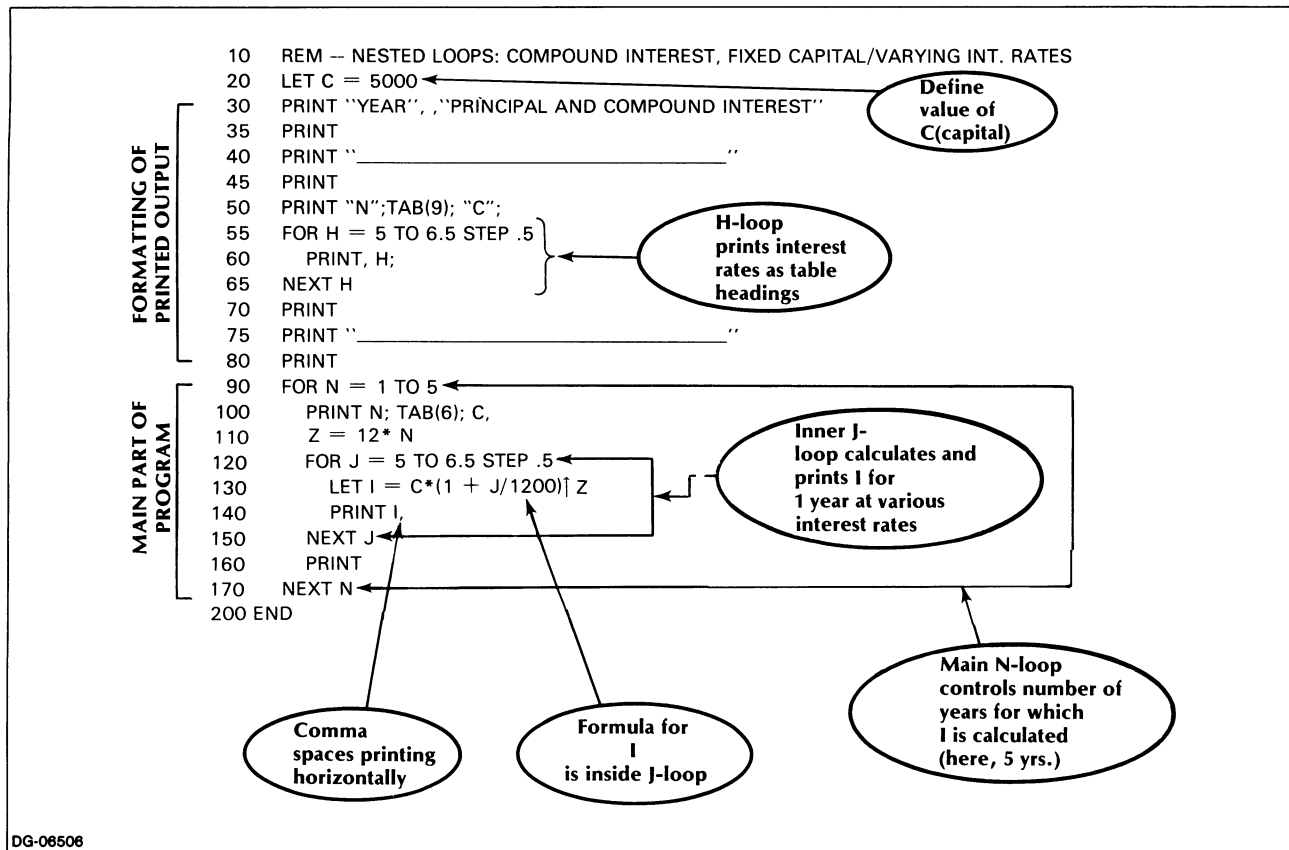 10 REM -- NESTED LOOPS: COMPOUND INTEREST, FIXED CAPITAL/VARYING INT. RATES
20 LET C = 5000
30 PRINT "YEAR", ,"PRINCIPAL AND COMPOUND INTEREST"
35 PRINT
40 PRINT "______________________________"
45 PRINT
50 PRINT "N";TAB(9); "C";
55 FOR H = 5 TO 6.5 STEP .5
60 PRINT, H;
65 NEXT H
70 PRINT
75 PRINT "______________________________"
80 PRINT
90 FOR N = 1 TO 5
100 PRINT N; TAB(6); C,
110 Z = 12* N
120 FOR J = 5 TO 6.5 STEP .5
130 LET I = C*(1 + J/1200)↑ Z
140 PRINT I,
150 NEXT J
160 PRINT
170 NEXT N
200 END
FORMATTING OF
PRINTED OUTPUT
MAIN PART OF
PROGRAM
Define
value of
C(capital)
H-loop
prints interest
rates as table
headings
Inner J-
loop calculates and
prints I for
1 year at various
interest rates
Main N-loop
controls number of
years for which
I is calculated
(here, 5 yrs.)
Comma
spaces printing
horizontally
Formula for
I
is inside J-loop
DG-06506